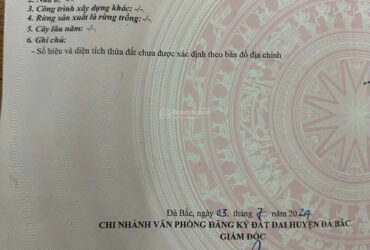 3. Công trình xây dựng khác: -/-.
4. Rừng sản xuất là rừng trồng: -/-.
5. Cây lâu năm: -/-.
6. Ghi chú:
- Số hiệu và diện tích thửa đất chưa được xác định theo bản đồ địa chính
Đà Bắc, ngày 03 tháng 7 năm 2024
CHI NHÁNH VĂN PHÒNG ĐĂNG KÝ ĐẤT ĐAI HUYỆN ĐÀ BẮC
GIÁM ĐỐC